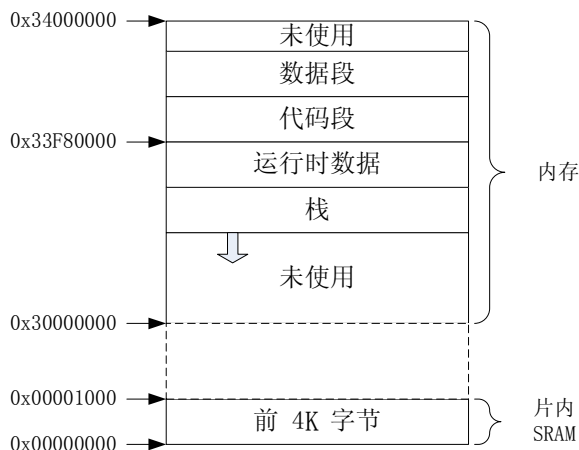 0x34000000
未使用
数据段
代码段
0x33F80000
运行时数据
内存
栈
未使用
0x30000000
0x00001000
前 4K 字节
片内
SRAM
0x00000000